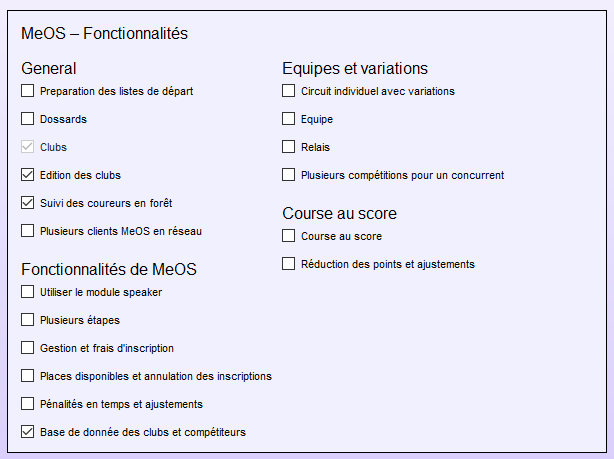 MeOS – Fonctionnalités
General
Preparation des listes de départ
Dossards
Clubs
Edition des clubs
Suivi des coureurs en forêt
Plusieurs clients MeOS en réseau
Fonctionnalités de MeOS
Utiliser le module speaker
Plusieurs étapes
Gestion et frais d'inscription
Places disponibles et annulation des inscriptions
Pénalités en temps et ajustements
Base de donnée des clubs et compétiteurs
Equipes et variations
Circuit individuel avec variations
Equipe
Relais
Plusieurs compétitions pour un concurrent
Course au score
Course au score
Réduction des points et ajustements